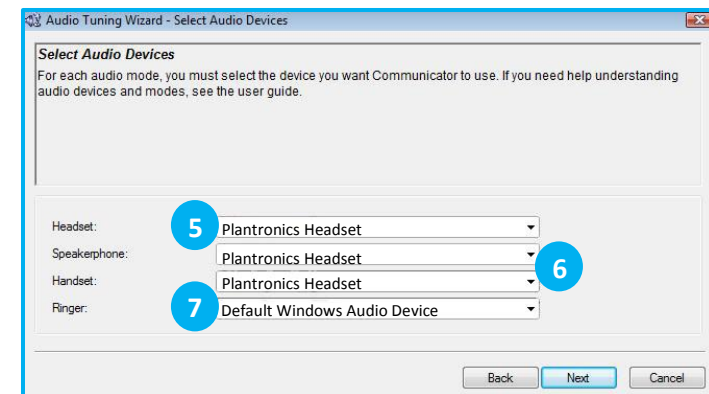 Audio Tuning Wizard - Select Audio Devices
Select Audio Devices
For each audio mode, you must select the device you want Communicator to use. If you need help understanding
audio devices and modes, see the user guide.
Headset: 5 Plantronics Headset
Speakerphone: Plantronics Headset
6
Handset: Plantronics Headset
Ringer: 7 Default Windows Audio Device
Back Next Cancel